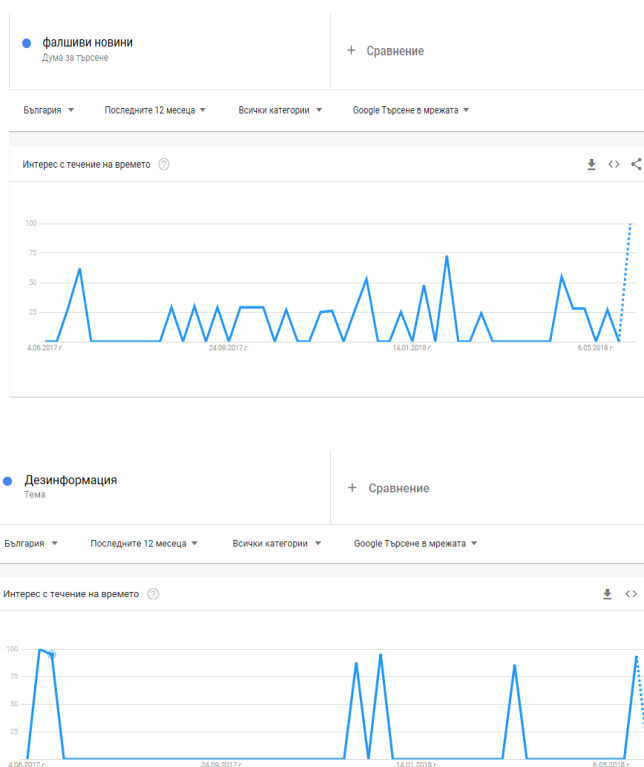 фалшиви новини
Дума за търсене
+ Сравнение
България
Последните 12 месеца
Всички категории
Google Търсене в мрежата
Интерес с течение на времето
100
75
50
25
4.06.2017 г.
24.09.2017 г.
14.01.2018 г.
6.05.2018 г.
Дезинформация
Тема
+ Сравнение
България
Последните 12 месеца
Всички категории
Google Търсене в мрежата
Интерес с течение на времето
100
75
50
25
4.06.2017 г.
24.09.2017 г.
14.01.2018 г.
6.05.2018 г.